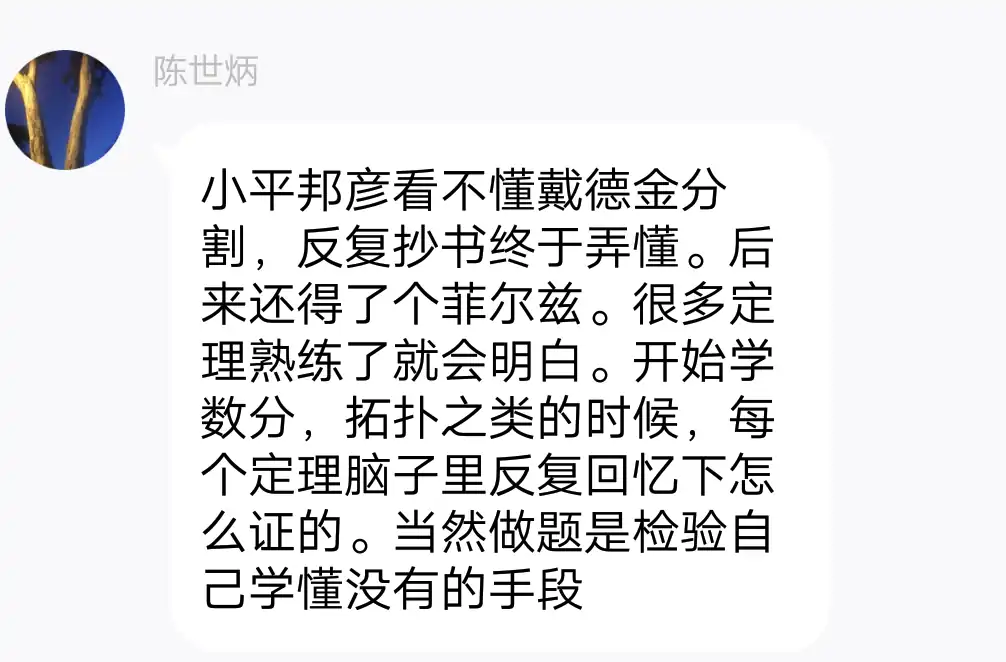 陈世炳
小平邦彦看不懂戴德金分
割，反复抄书终于弄懂。后
来还得了个菲尔兹。很多定
理熟练了就会明白。开始学
数分，拓扑之类的时候，每
个定理脑子里反复回忆下怎
么证的。当然做题是检验自
己学懂没有的手段